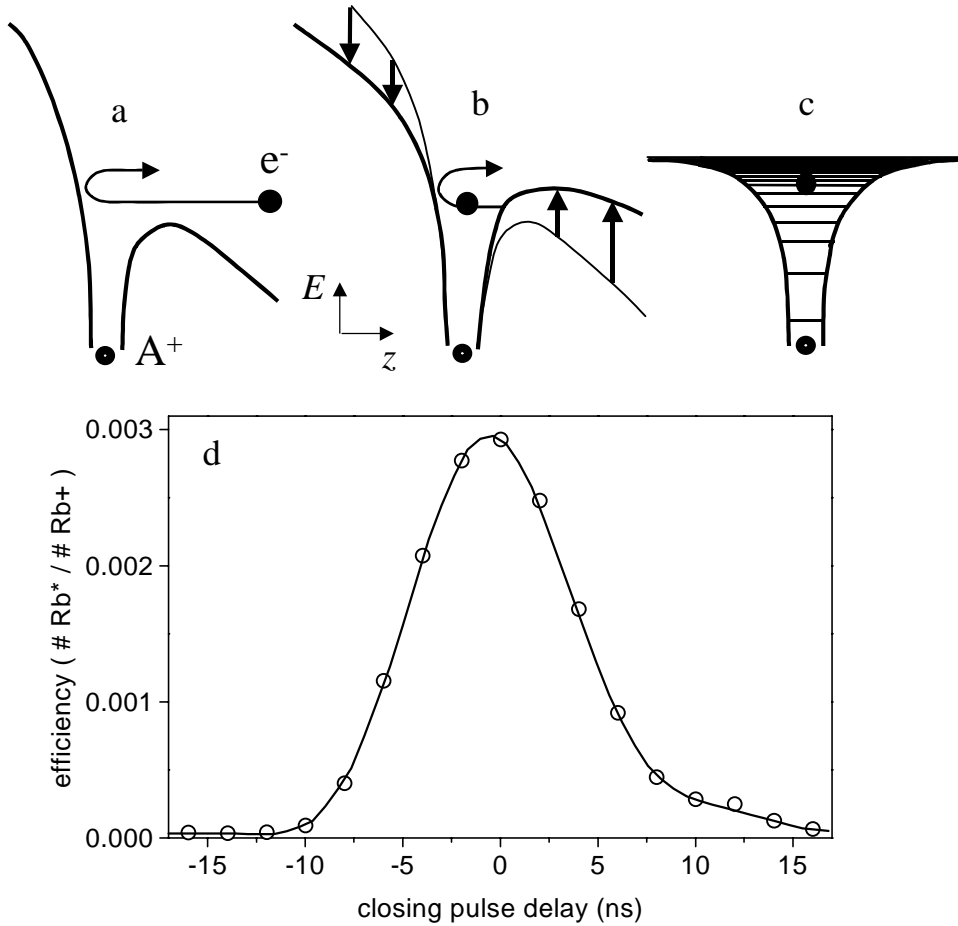 a
b
c
e-
E
z
A+
d
0.003
0.002
0.001
0.000
efficiency ( # Rb* / # Rb+ )
-15 -10 -5 0 5 10 15
closing pulse delay (ns)